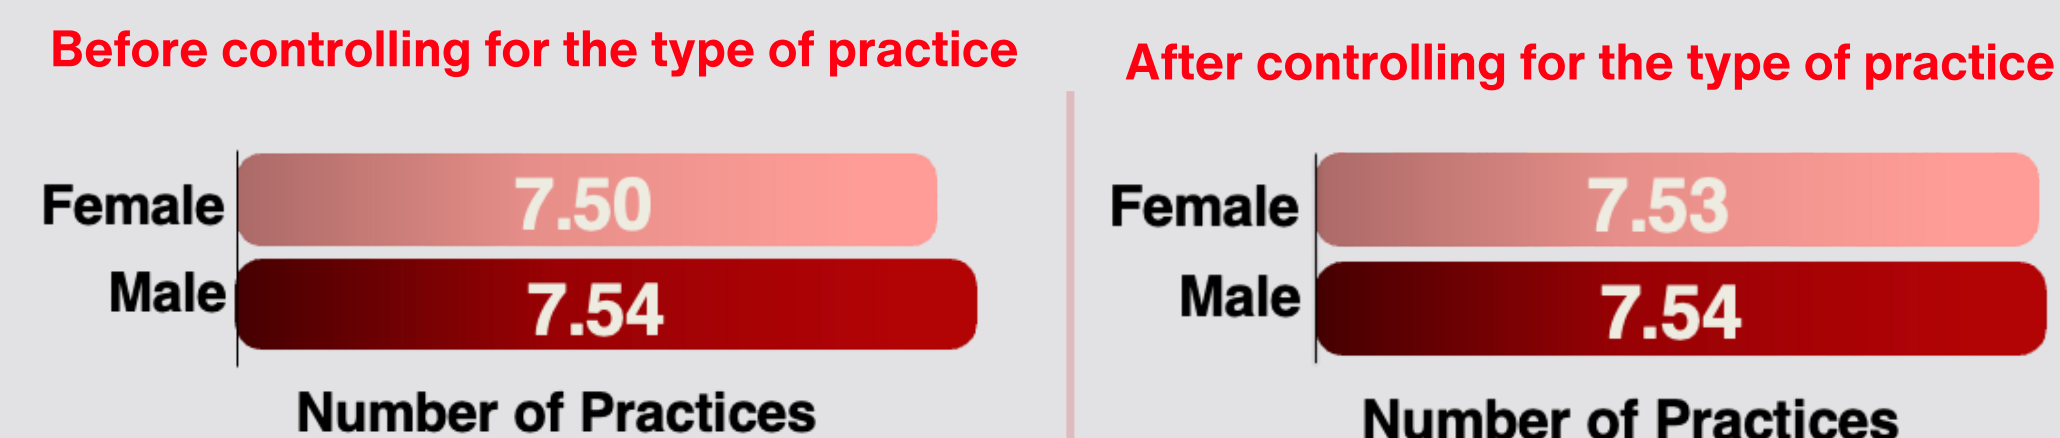 Before controlling for the type of practice
Female 7.50
Male 7.54
Number of Practices
After controlling for the type of practice
Female 7.53
Male 7.54
Number of Practices